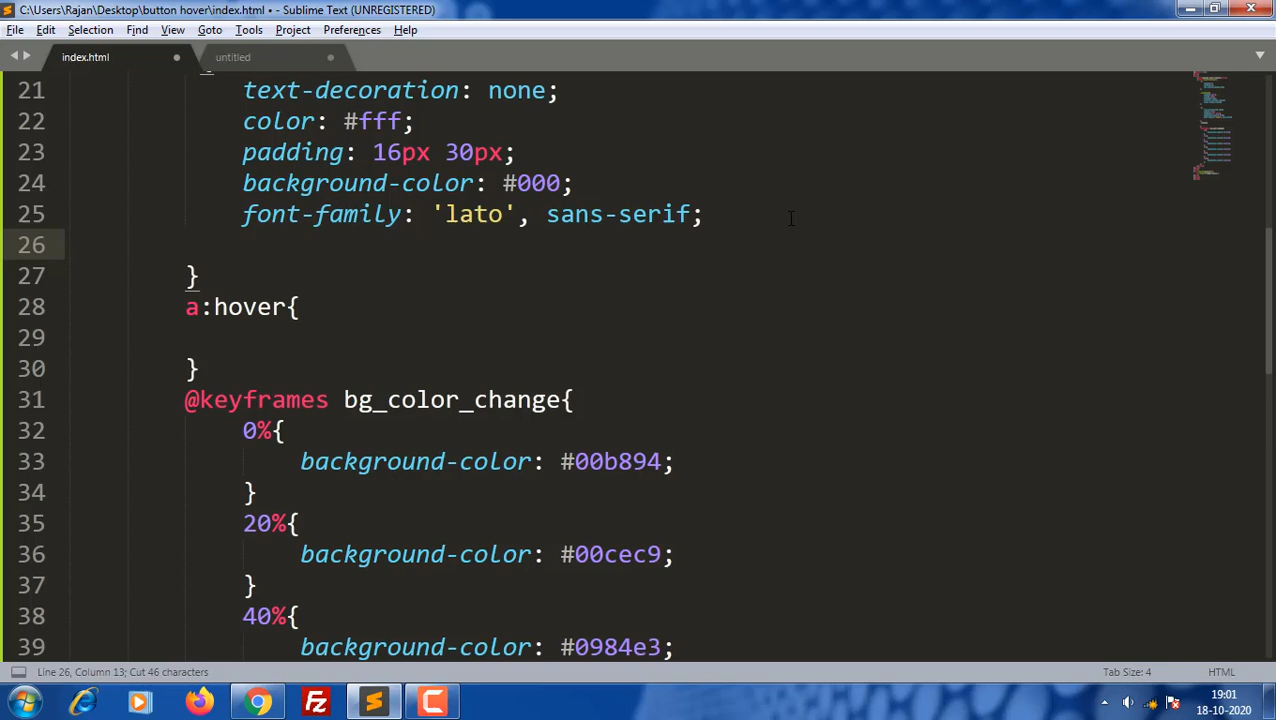 C:\Users\Rajan\Desktop\button hover\index.html • - Sublime Text (UNREGISTERED)
File Edit Selection Find View Goto Tools Project Preferences Help
index.html untitled
21 text-decoration: none;
22 color: #fff;
23 padding: 16px 30px;
24 background-color: #000;
25 font-family: 'lato', sans-serif;
26
27 }
28 a:hover{
29
30 }
31 @keyframes bg_color_change{
32 0%{
33 background-color: #00b894;
34 }
35 20%{
36 background-color: #00cec9;
37 }
38 40%{
39 background-color: #0984e3;
Line 26, Column 13; Cut 46 characters Tab Size: 4 HTML
19:01
18-10-2020